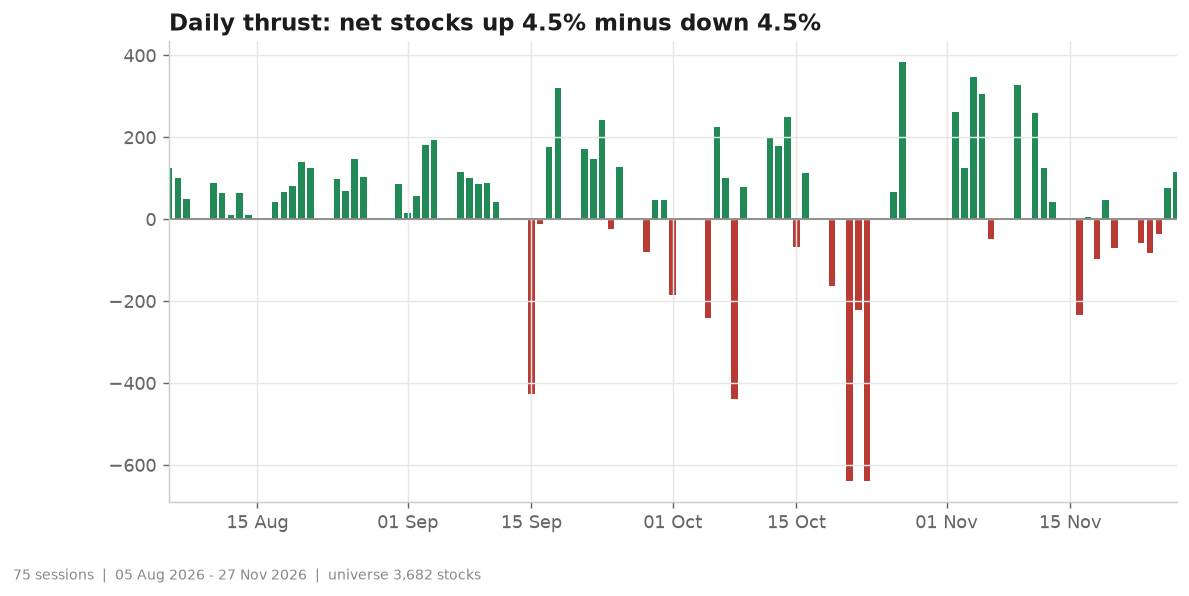 Daily thrust: net stocks up 4.5% minus down 4.5%
400
200
0
−200
−400
−600
15 Aug 01 Sep 15 Sep 01 Oct 15 Oct 01 Nov 15 Nov
75 sessions | 05 Aug 2026 - 27 Nov 2026 | universe 3,682 stocks